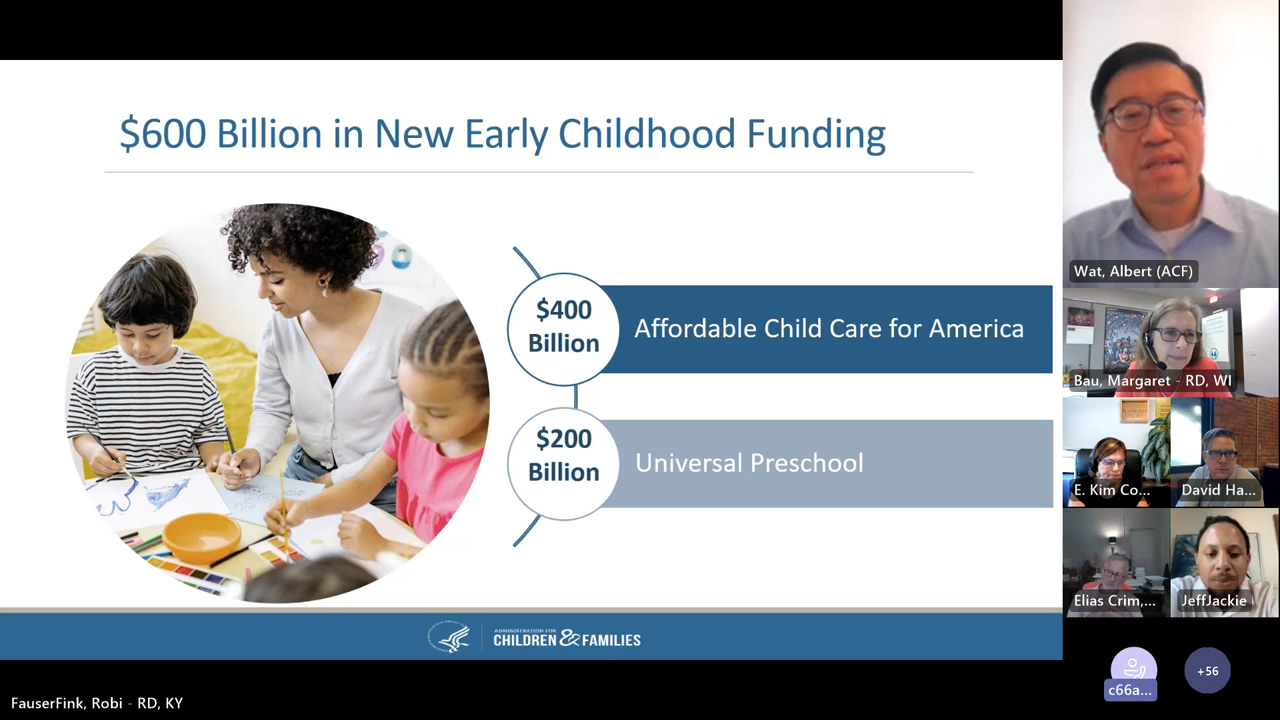 $600 Billion in New Early Childhood Funding
$400
Billion
Affordable Child Care for America
$200
Billion
Universal Preschool
ADMINISTRATION FOR
CHILDREN & FAMILIES
FauserFink, Robi - RD, KY
Wat, Albert (ACF)
Bau, Margaret - RD, WI
E. Kim Co...
David Ha...
Elias Crim,...
JeffJackie
c66a...
+56